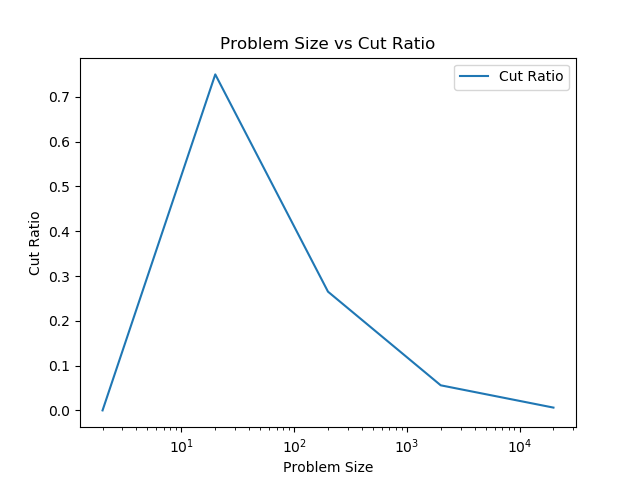 Problem Size vs Cut Ratio
Cut Ratio
0.7
0.6
0.5
0.4
0.3
0.2
0.1
0.0
Cut Ratio
10¹ 10² 10³ 10⁴
Problem Size